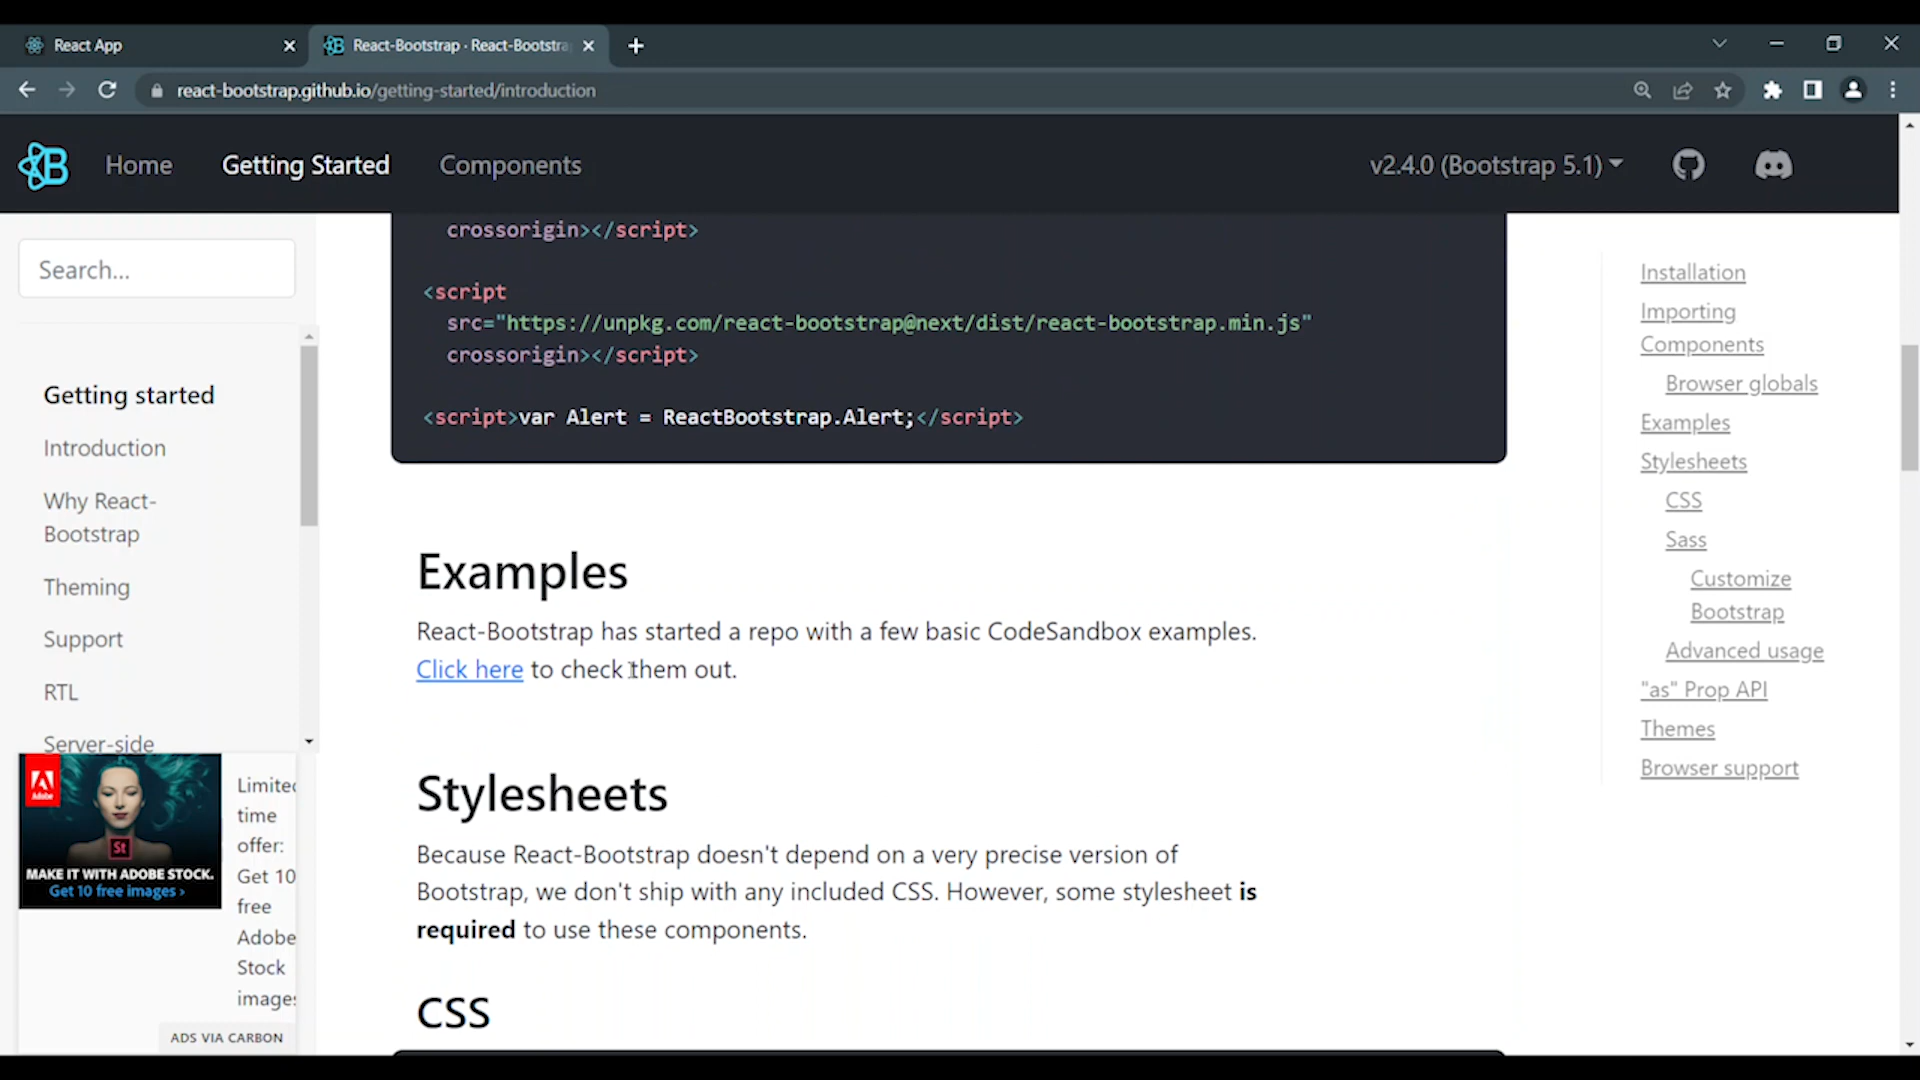 React App
React-Bootstrap · React-Bootstra
react-bootstrap.github.io/getting-started/introduction
Home
Getting Started
Components
v2.4.0 (Bootstrap 5.1)
Search...
Getting started
Introduction
Why React-
Bootstrap
Theming
Support
RTL
Server-side
Adobe
St
MAKE IT WITH ADOBE STOCK.
Get 10 free images ›
Limited
time
offer:
Get 10
free
Adobe
Stock
images
ADS VIA CARBON
crossorigin></script>
<script
src="https://unpkg.com/react-bootstrap@next/dist/react-bootstrap.min.js"
crossorigin></script>
<script>var Alert = ReactBootstrap.Alert;</script>
Examples
React-Bootstrap has started a repo with a few basic CodeSandbox examples.
Click here to check them out.
Stylesheets
Because React-Bootstrap doesn't depend on a very precise version of
Bootstrap, we don't ship with any included CSS. However, some stylesheet is
required to use these components.
CSS
Installation
Importing
Components
Browser globals
Examples
Stylesheets
CSS
Sass
Customize
Bootstrap
Advanced usage
"as" Prop API
Themes
Browser support